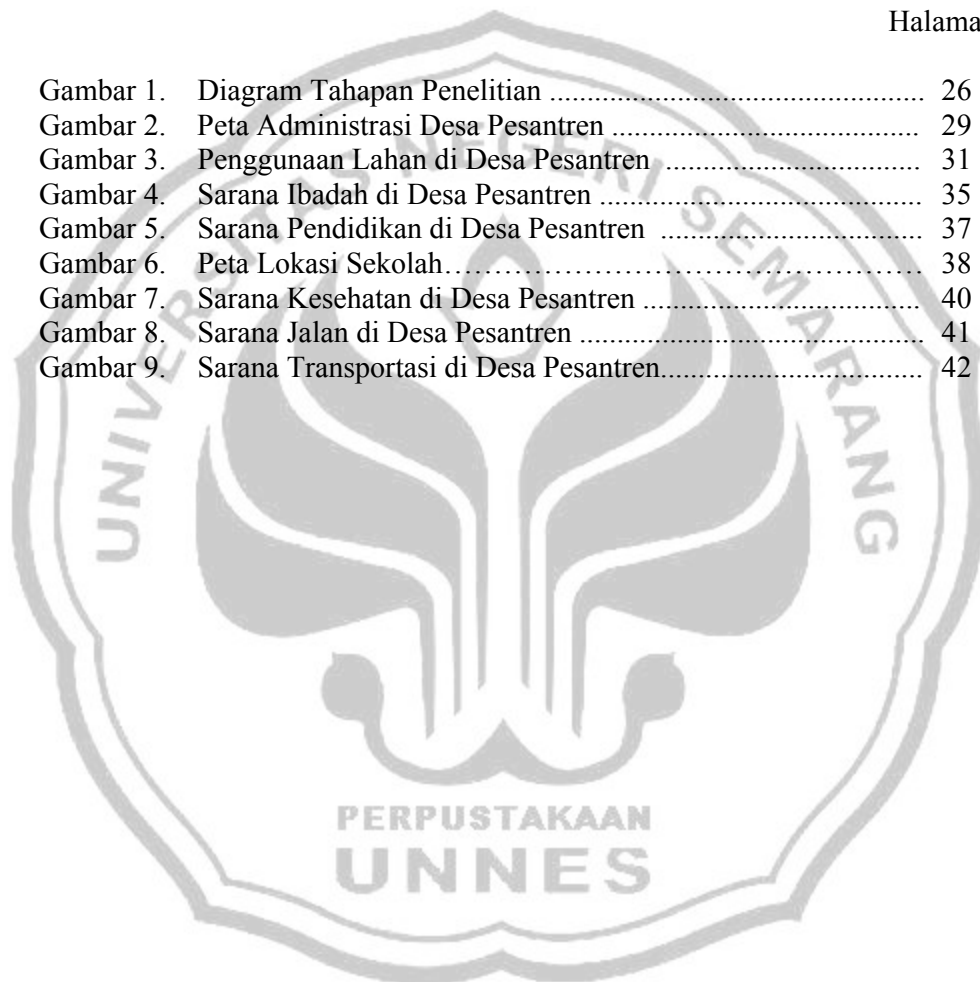 Halama
Gambar 1. Diagram Tahapan Penelitian ........................................................ 26
Gambar 2. Peta Administrasi Desa Pesantren .............................................. 29
Gambar 3. Penggunaan Lahan di Desa Pesantren ...................................... 31
Gambar 4. Sarana Ibadah di Desa Pesantren ................................................ 35
Gambar 5. Sarana Pendidikan di Desa Pesantren ....................................... 37
Gambar 6. Peta Lokasi Sekolah…………………………………………… 38
Gambar 7. Sarana Kesehatan di Desa Pesantren ......................................... 40
Gambar 8. Sarana Jalan di Desa Pesantren ................................................... 41
Gambar 9. Sarana Transportasi di Desa Pesantren....................................... 42
UNIVERSITAS NEGERI SEMARANG
PERPUSTAKAAN
UNNES